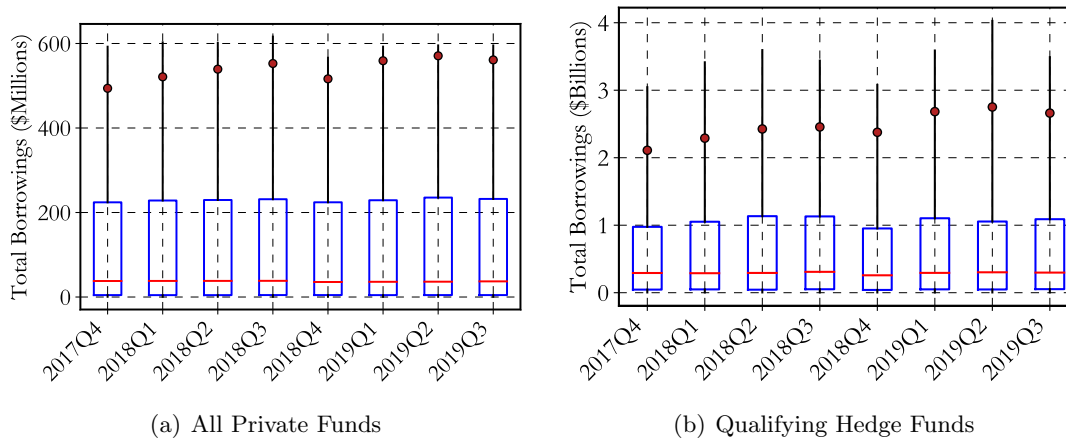 Total Borrowings ($Millions)
600
400
200
0
2017Q4
2018Q1
2018Q2
2018Q3
2018Q4
2019Q1
2019Q2
2019Q3
(a) All Private Funds
Total Borrowings ($Billions)
4
3
2
1
0
2017Q4
2018Q1
2018Q2
2018Q3
2018Q4
2019Q1
2019Q2
2019Q3
(b) Qualifying Hedge Funds